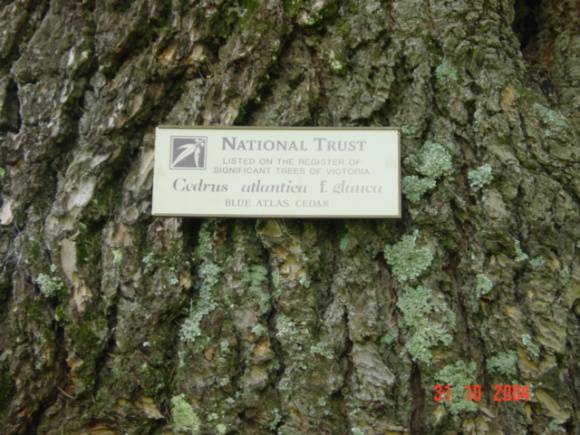 NATIONAL TRUST
LISTED ON THE REGISTER OF
SIGNIFICANT TREES OF VICTORIA
Cedrus atlantica f. glauca
BLUE ATLAS CEDAR
31 10 2004